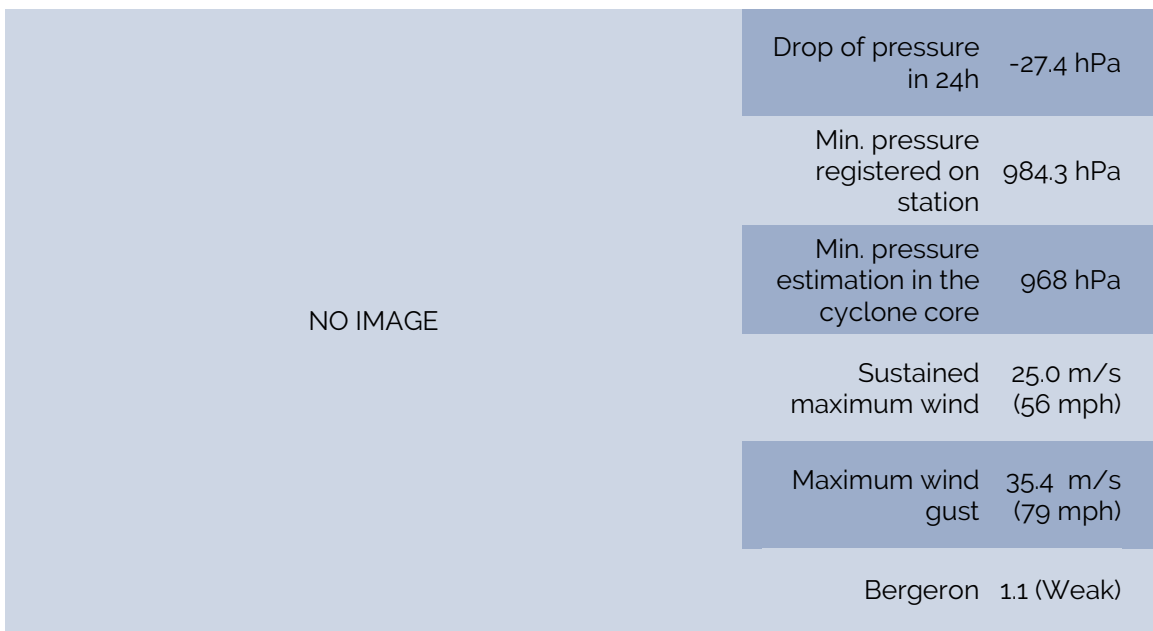 NO IMAGE
Drop of pressure
in 24h
-27.4 hPa
Min. pressure
registered on
station
984.3 hPa
Min. pressure
estimation in the
cyclone core
968 hPa
Sustained
maximum wind
25.0 m/s
(56 mph)
Maximum wind
gust
35.4 m/s
(79 mph)
Bergeron
1.1 (Weak)